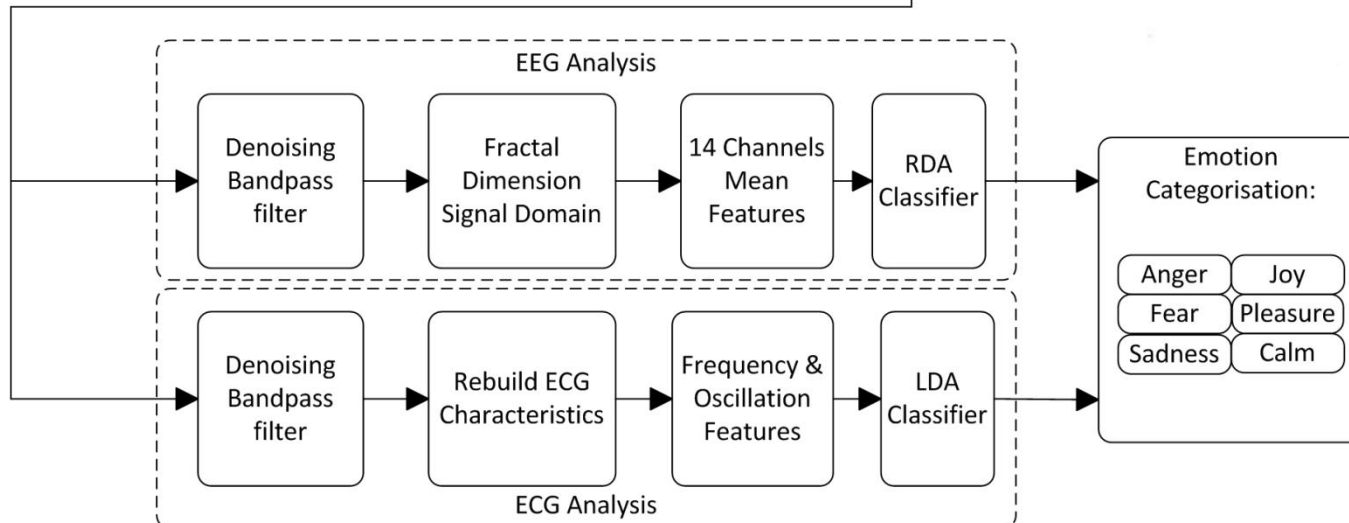 EEG Analysis
Denoising
Bandpass
filter
Fractal
Dimension
Signal Domain
14 Channels
Mean
Features
RDA
Classifier
Emotion
Categorisation:
Anger
Joy
Fear
Pleasure
Sadness
Calm
Denoising
Bandpass
filter
Rebuild ECG
Characteristics
Frequency &
Oscillation
Features
LDA
Classifier
ECG Analysis